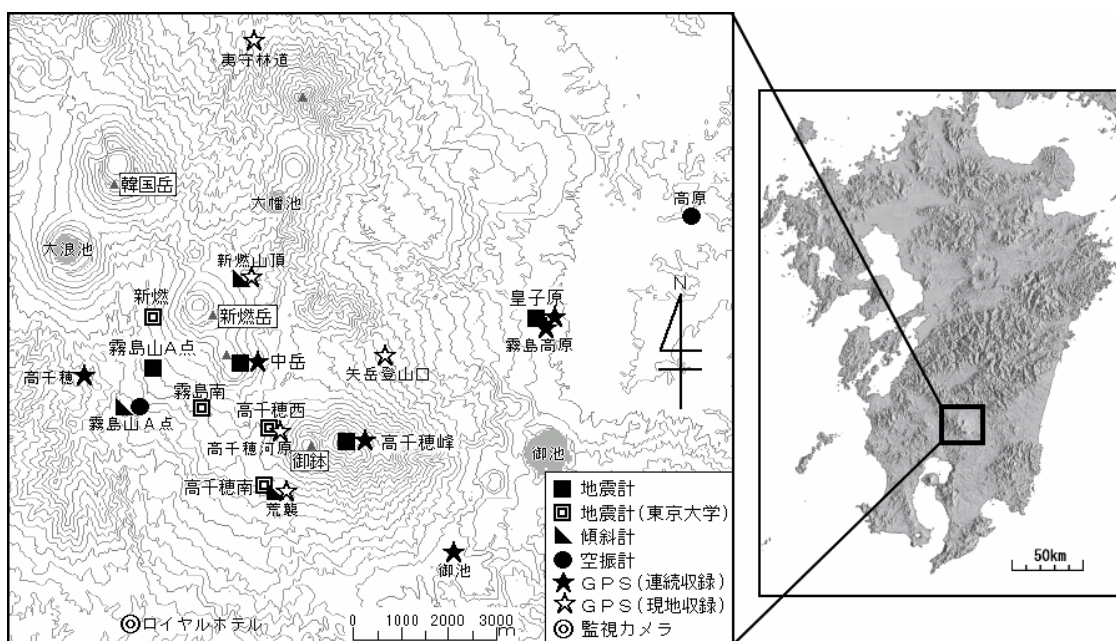 夷守林道
韓国岳
大幡池
高原
大浪池
新燃山頂
新燃
新燃岳
皇子原
霧島高原
N
霧島山A点
中岳
矢岳登山口
高千穂
霧島南
霧島山A点
高千穂西
高千穂河原
御鉢
高千穂峰
御池
高千穂南
荒襲
御池
ロイヤルホテル
0 1000 2000 3000
m
地震計
地震計(東京大学)
傾斜計
空振計
GPS(連続収録)
GPS(現地収録)
監視カメラ
50km